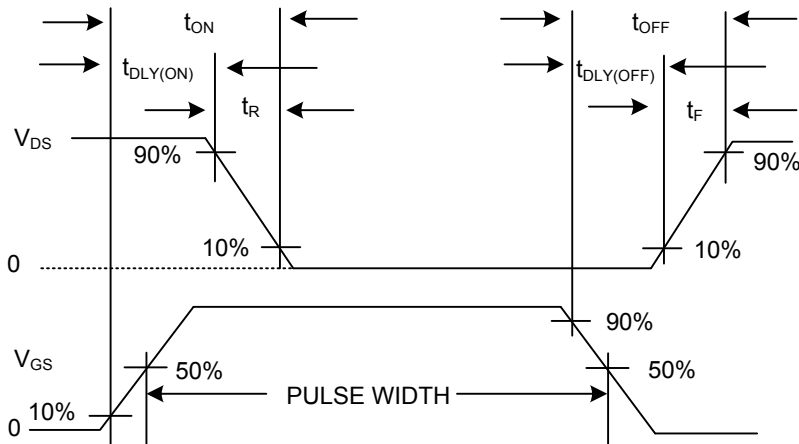 tON tOFF
tDLY(ON) tDLY(OFF)
tR tF
VDS
90% 90%
10% 10%
0
90%
VGS 50% 50%
PULSE WIDTH
10%
0